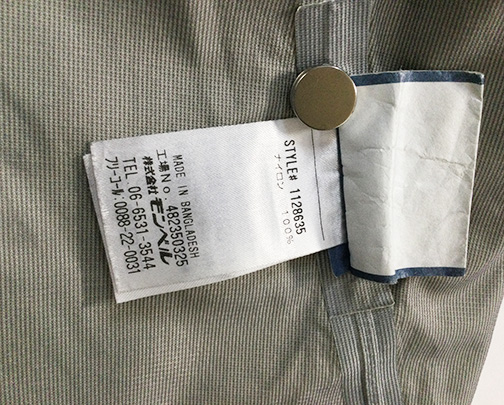 STYLE# 1128635
ナイロン 100%
MADE IN BANGLADESH
工場No 482350325
株式会社モンベル
TEL 06-6531-3544
フリーコール:0088-22-0031